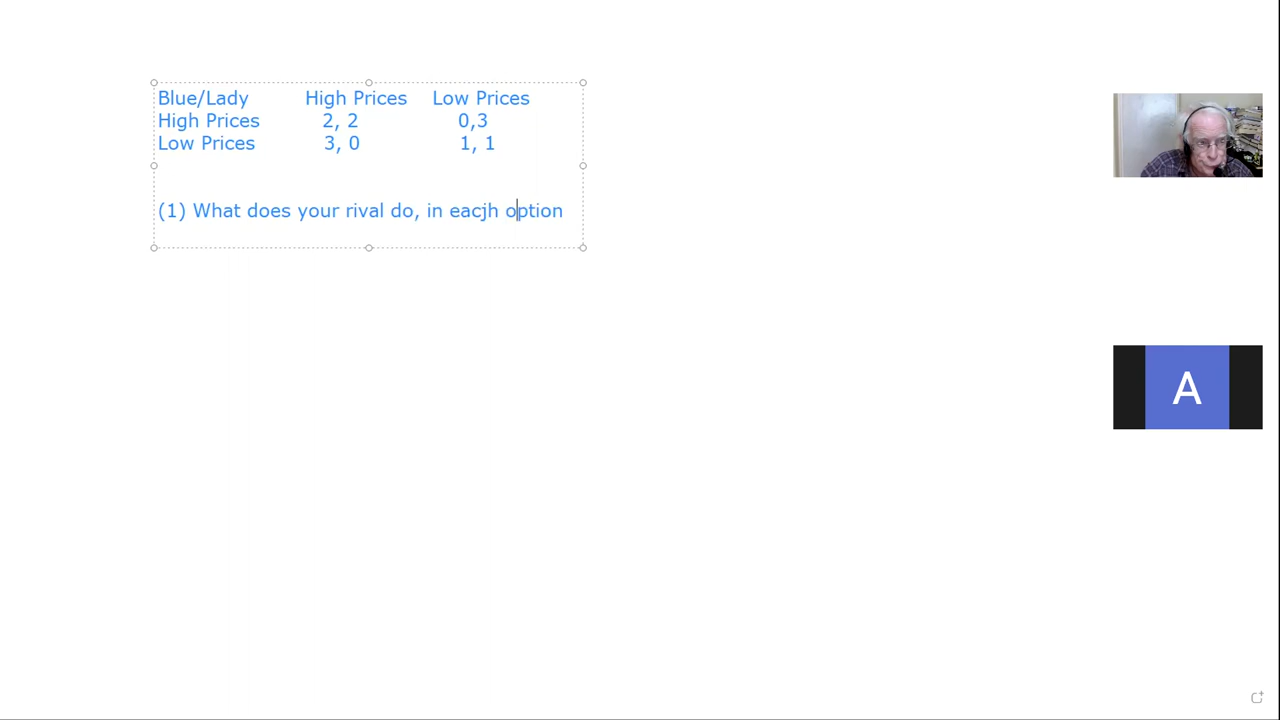 Blue/Lady High Prices Low Prices
High Prices 2, 2 0,3
Low Prices 3, 0 1, 1
(1) What does your rival do, in eacjh option
A